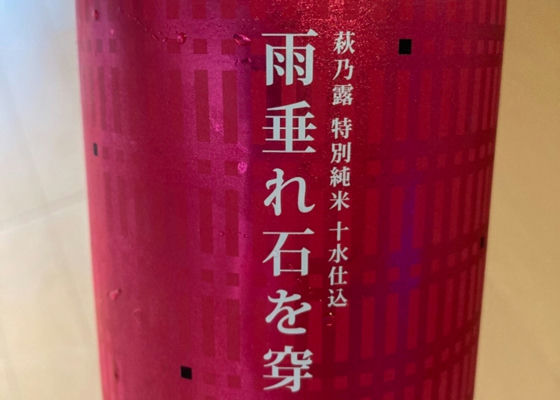 萩乃露 特別純米 十水仕込
雨垂れ石を穿